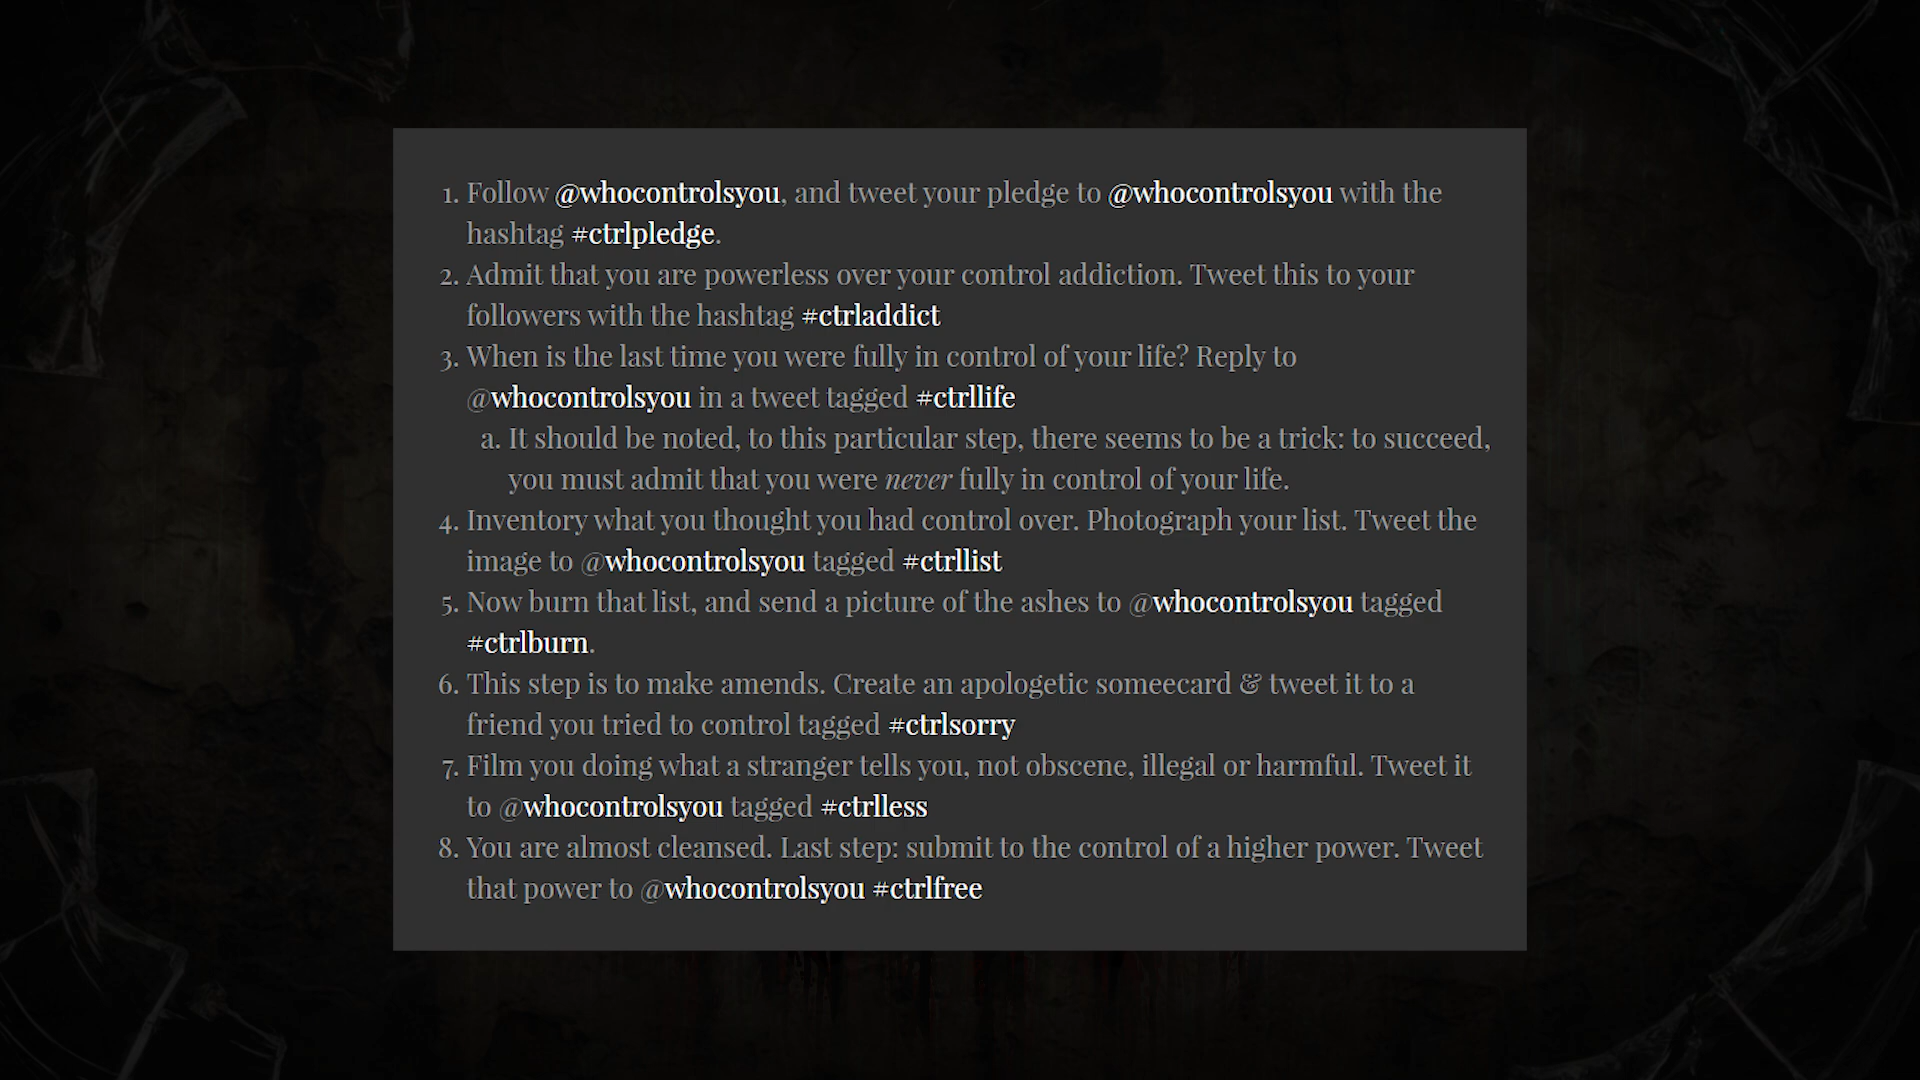 1. Follow @whocontrolsyou, and tweet your pledge to @whocontrolsyou with the
hashtag #ctrlpledge.
2. Admit that you are powerless over your control addiction. Tweet this to your
followers with the hashtag #ctrladdict
3. When is the last time you were fully in control of your life? Reply to
@whocontrolsyou in a tweet tagged #ctrllife
a. It should be noted, to this particular step, there seems to be a trick: to succeed,
you must admit that you were never fully in control of your life.
4. Inventory what you thought you had control over. Photograph your list. Tweet the
image to @whocontrolsyou tagged #ctrllist
5. Now burn that list, and send a picture of the ashes to @whocontrolsyou tagged
#ctrlburn.
6. This step is to make amends. Create an apologetic someecard & tweet it to a
friend you tried to control tagged #ctrlsorry
7. Film you doing what a stranger tells you, not obscene, illegal or harmful. Tweet it
to @whocontrolsyou tagged #ctrlless
8. You are almost cleansed. Last step: submit to the control of a higher power. Tweet
that power to @whocontrolsyou #ctrlfree